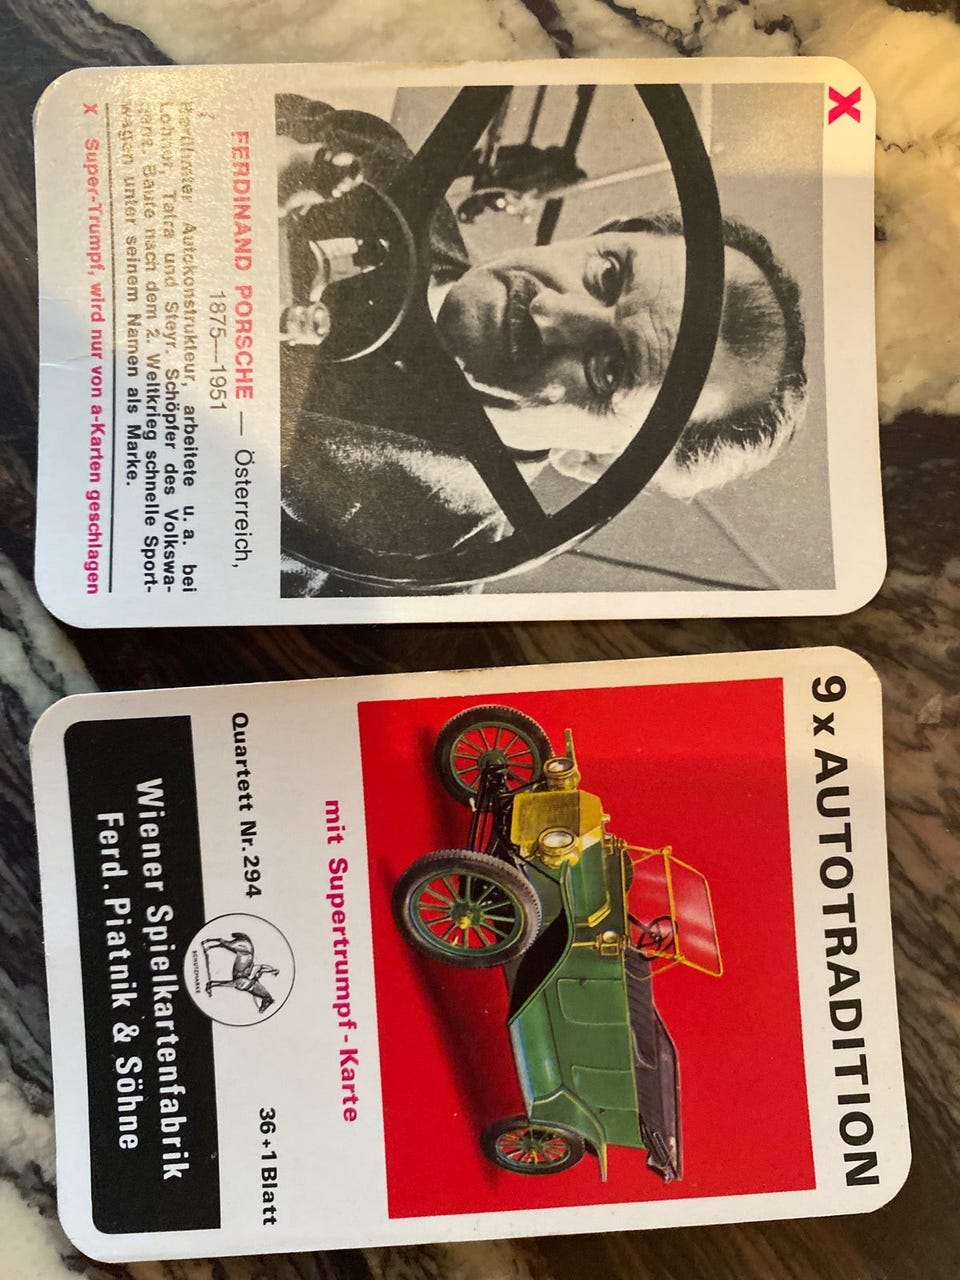 X
FERDINAND PORSCHE — Österreich,
1875—1951
Berühmter Autokonstrukteur, arbeitete u. a. bei
Lohner, Tatra und Steyr. Schöpfer des Volkswa-
gens. Baute nach dem 2. Weltkrieg schnelle Sport-
wagen unter seinem Namen als Marke.
X Super-Trumpf, wird nur von a-Karten geschlagen
9 x AUTOTRADITION
mit Supertrumpf-Karte
Quartett Nr. 294
36+1 Blatt
SCHUTZMARKE
Wiener Spielkartenfabrik
Ferd. Piatnik & Söhne